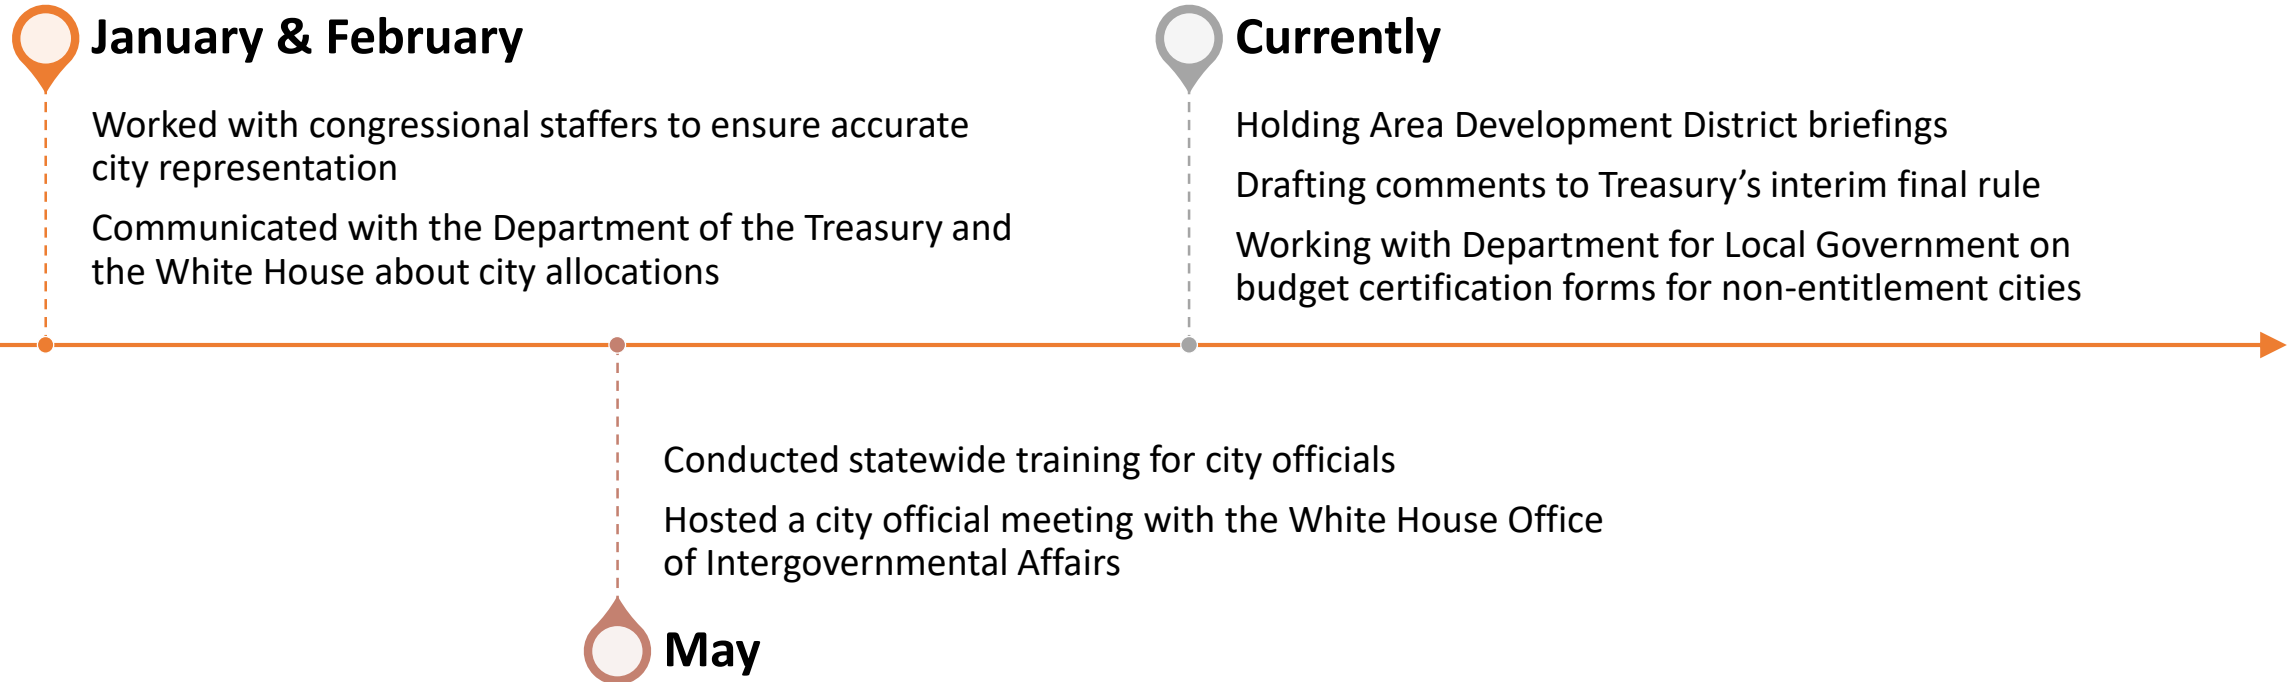 January & February
Worked with congressional staffers to ensure accurate
city representation
Communicated with the Department of the Treasury and
the White House about city allocations
Conducted statewide training for city officials
Hosted a city official meeting with the White House Office
of Intergovernmental Affairs
May
Currently
Holding Area Development District briefings
Drafting comments to Treasury’s interim final rule
Working with Department for Local Government on
budget certification forms for non-entitlement cities